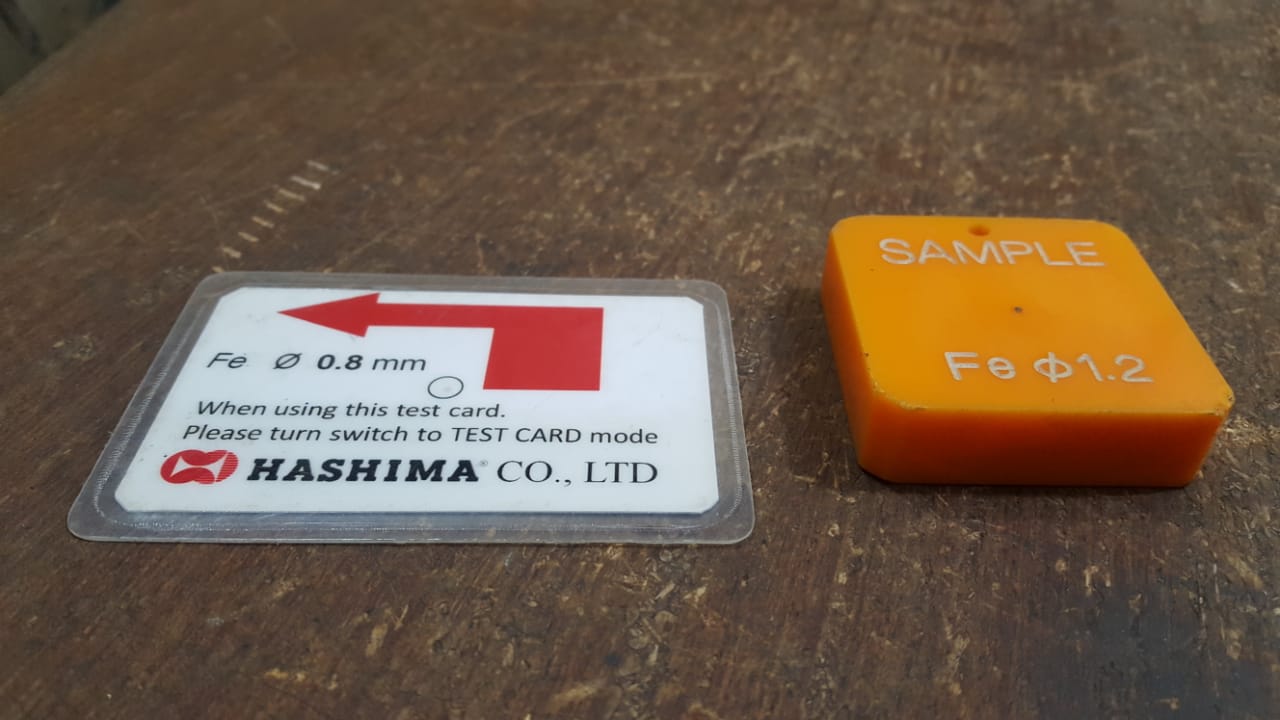 Fe Ø 0.8 mm
When using this test card.
Please turn switch to TEST CARD mode
HASHIMA® CO., LTD
SAMPLE
Fe Φ1.2